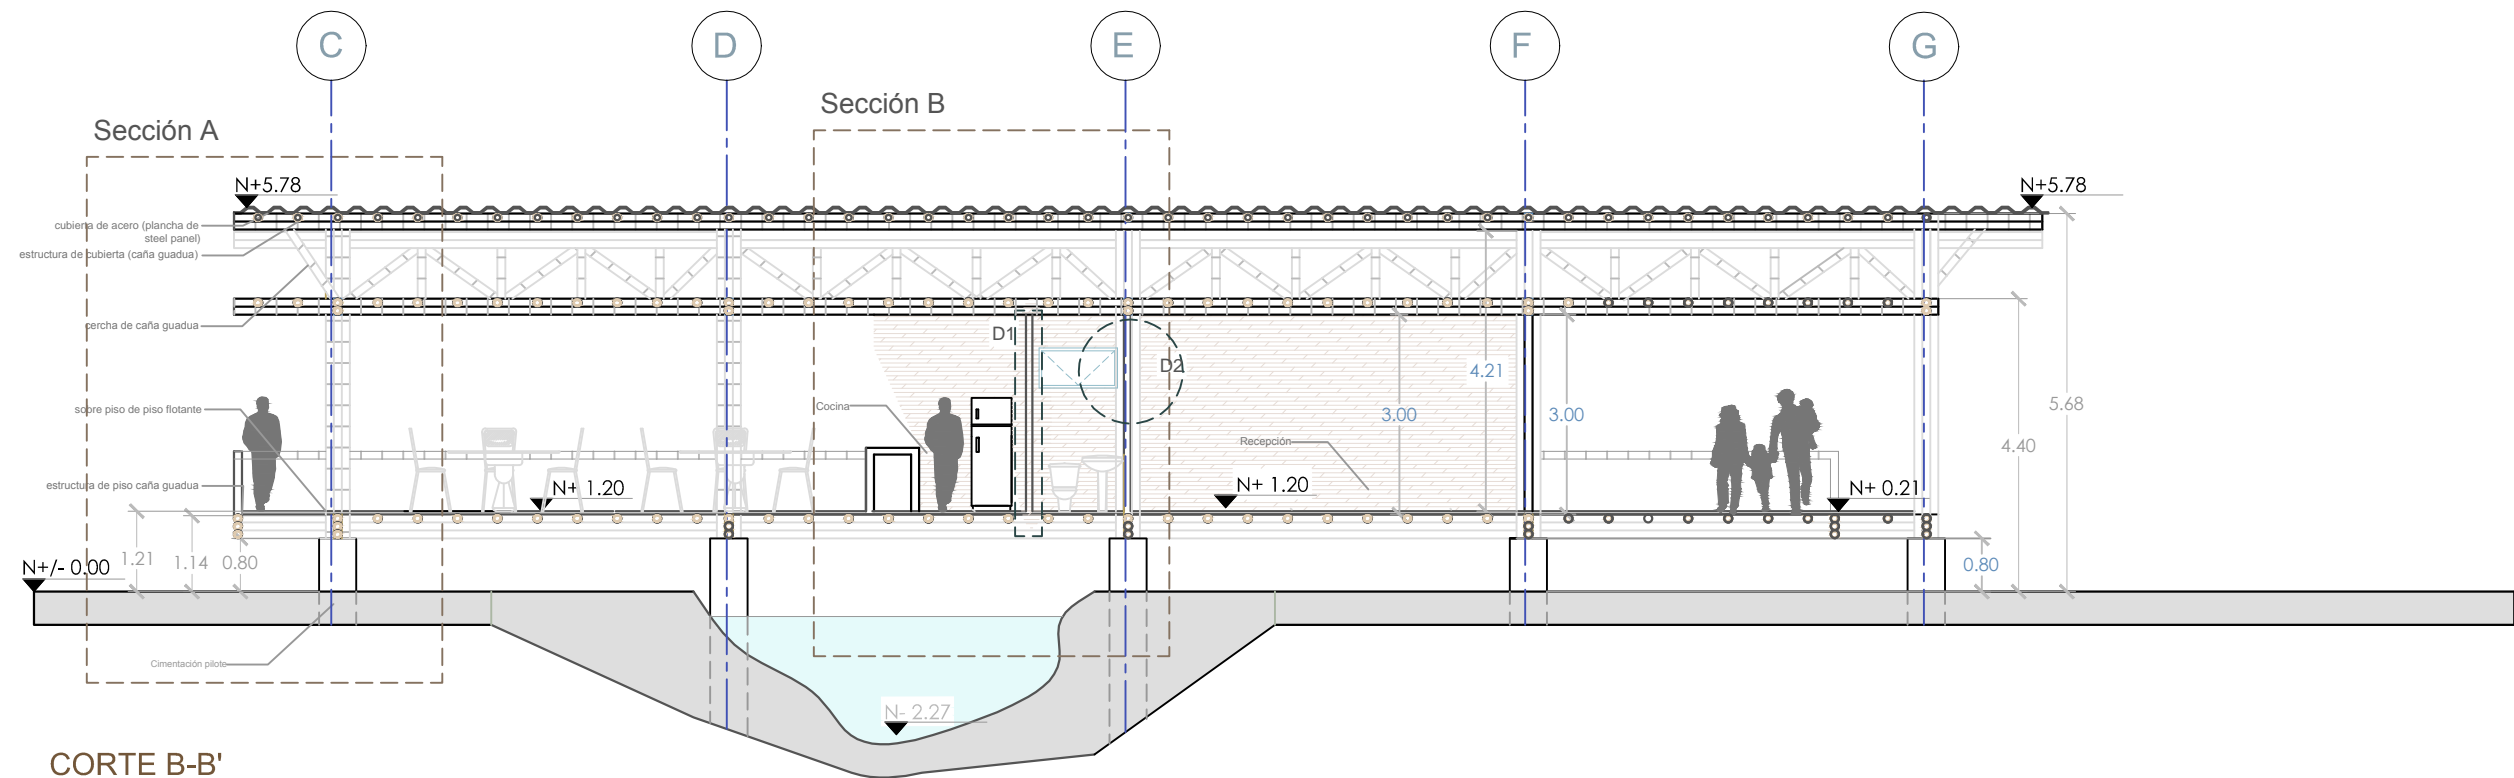 C
D
E
F
G
Sección B
Sección A
N+5.78
N+5.78
cubierta de acero (plancha de
steel panel)
estructura de cubierta (caña guadua)
cercha de caña guadua
D1
D2
4.21
sobre piso de piso flotante
Cocina
3.00
3.00
5.68
Recepción
4.40
estructura de piso caña guadua
N+ 1.20
N+ 1.20
N+ 0.21
N+/- 0.00
1.21
1.14
0.80
0.80
Cimentación pilote
N- 2.27
CORTE B-B'